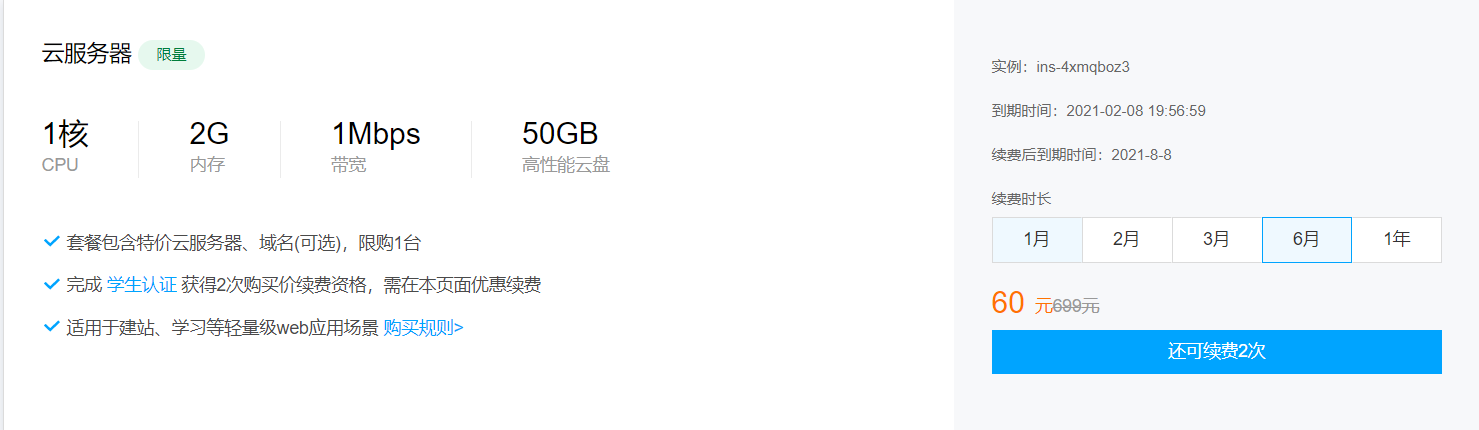 云服务器 限量
1核 2G 1Mbps 50GB
CPU 内存 带宽 高性能云盘
套餐包含特价云服务器、域名(可选)，限购1台
完成 学生认证 获得2次购买价续费资格，需在本页面优惠续费
适用于建站、学习等轻量级web应用场景 购买规则>
实例：ins-4xmqboz3
到期时间：2021-02-08 19:56:59
续费后到期时间：2021-8-8
续费时长
1月 2月 3月 6月 1年
60 元699元
还可续费2次